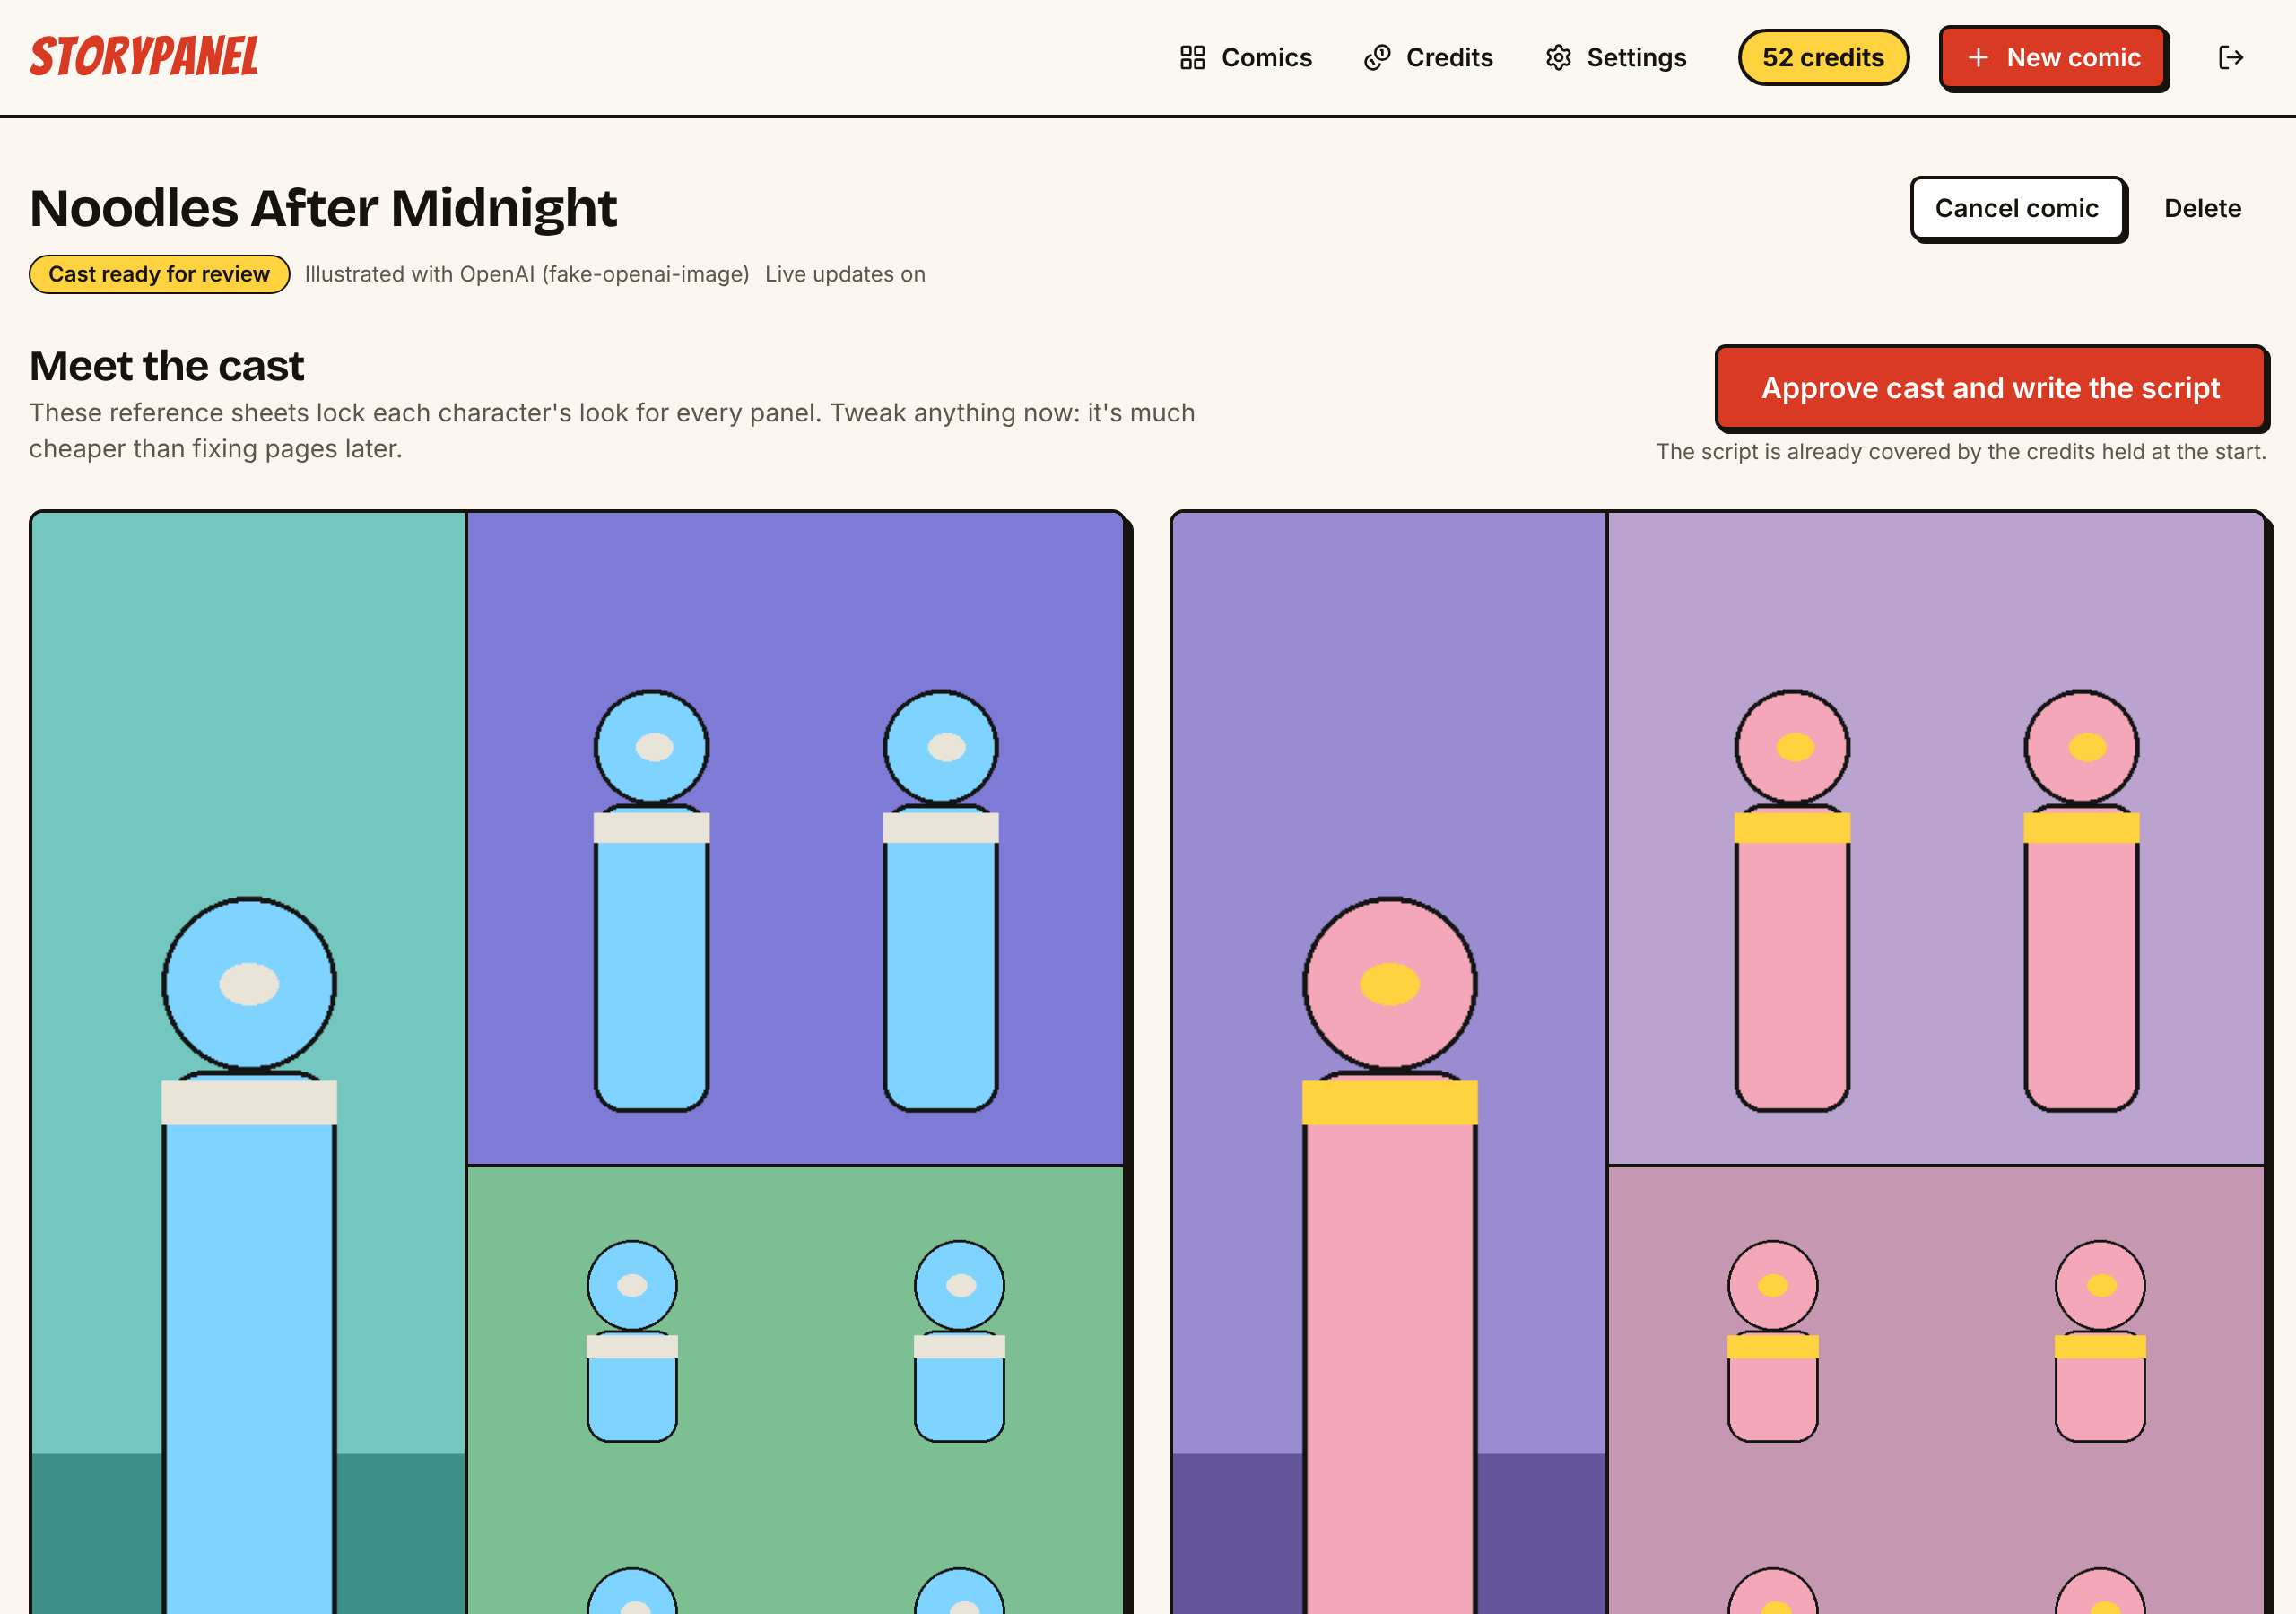 STORYPANEL
Comics
Credits
Settings
52 credits
New comic
Noodles After Midnight
Cancel comic
Delete
Cast ready for review
Illustrated with OpenAI (fake-openai-image)
Live updates on
Meet the cast
These reference sheets lock each character's look for every panel. Tweak anything now: it's much
cheaper than fixing pages later.
Approve cast and write the script
The script is already covered by the credits held at the start.